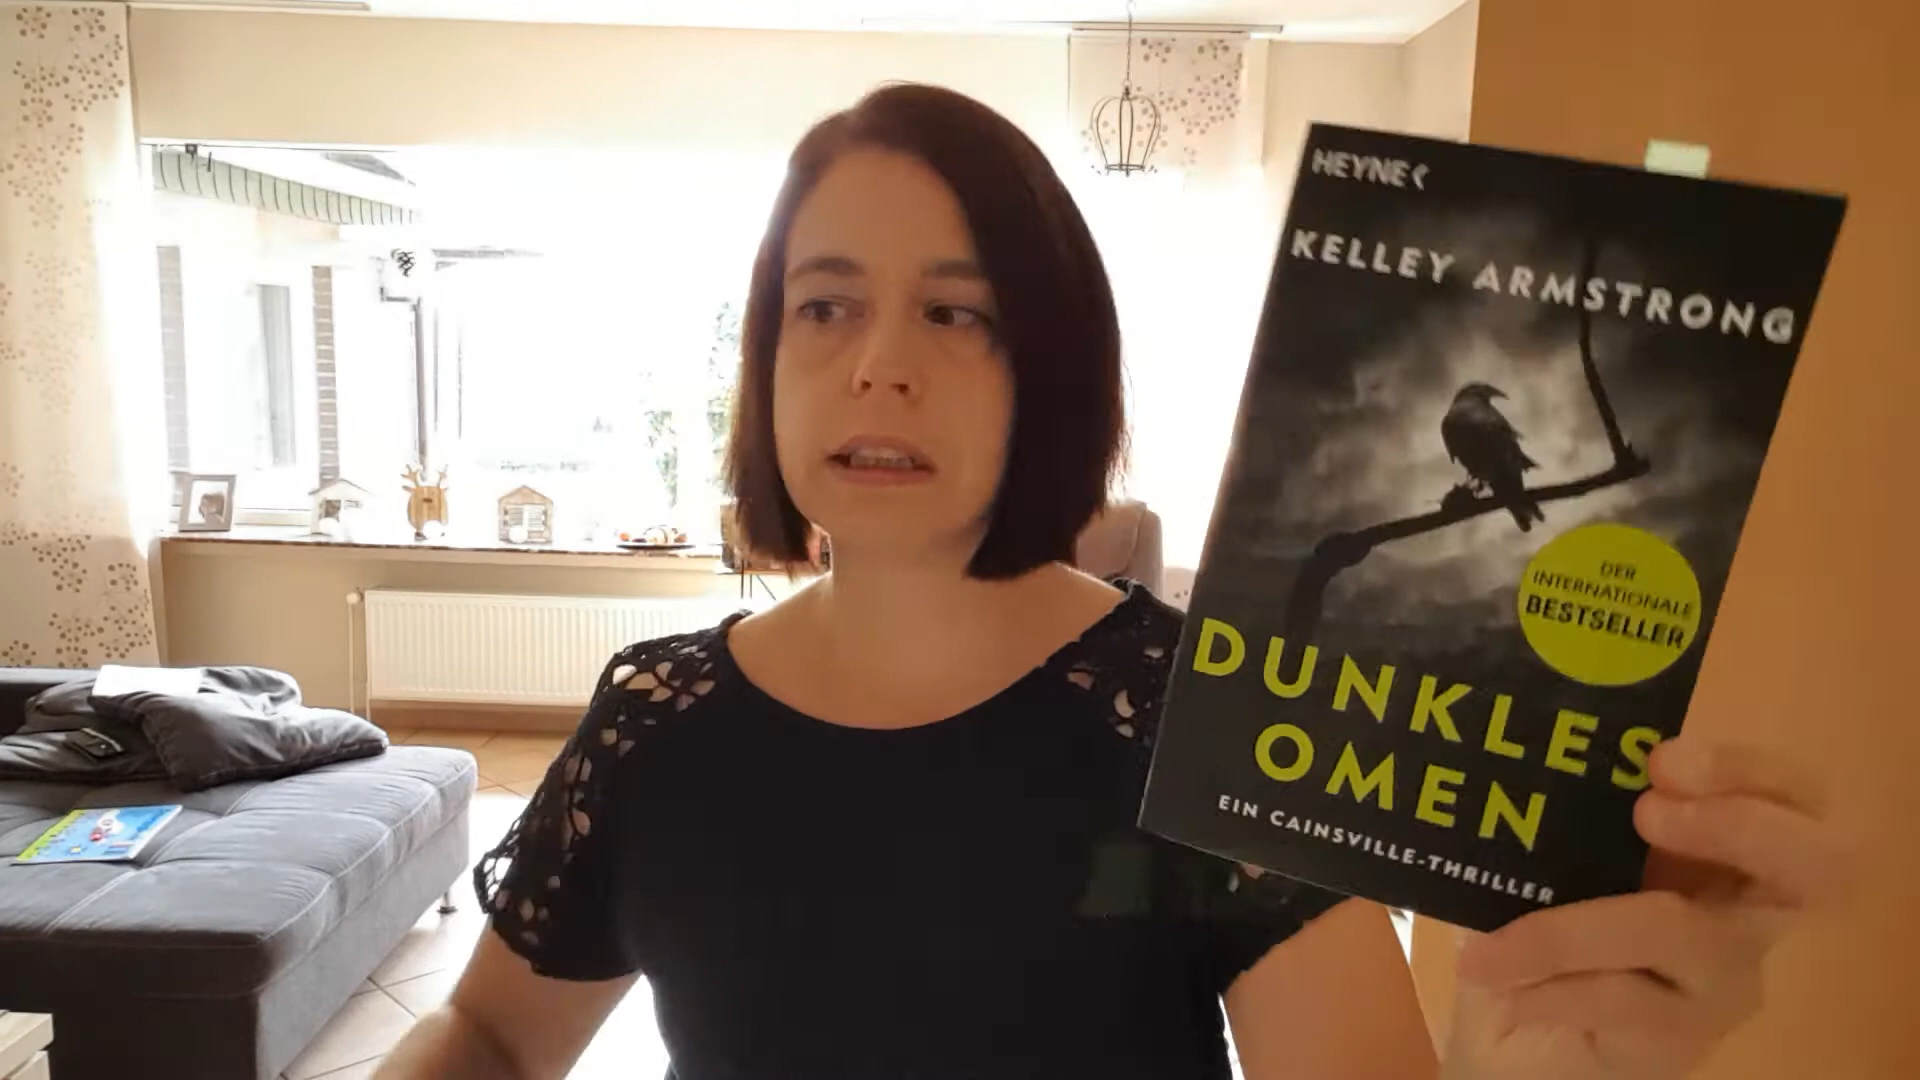 HEYNE
KELLEY ARMSTRONG
DER
INTERNATIONALE
BESTSELLER
DUNKLES
OMEN
EIN CAINSVILLE-THRILLER